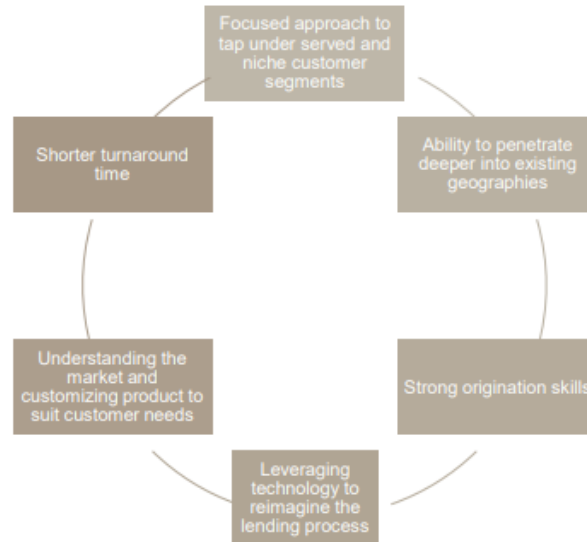 Focused approach to
tap under served and
niche customer
segments
Ability to penetrate
deeper into existing
geographies
Strong origination skills
Leveraging
technology to
reimagine the
lending process
Understanding the
market and
customizing product to
suit customer needs
Shorter turnaround
time